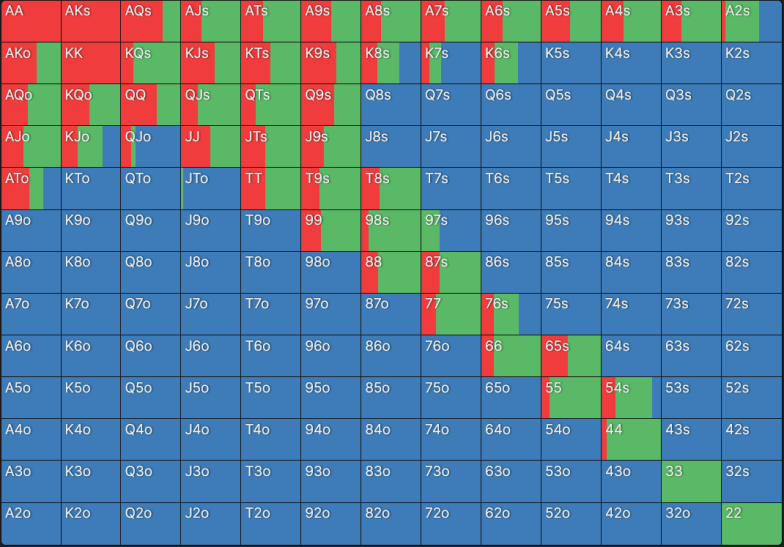 AA AKs AQs AJs ATs A9s A8s A7s A6s A5s A4s A3s A2s
AKo KK KQs KJs KTs K9s K8s K7s K6s K5s K4s K3s K2s
AQo KQo QQ QJs QTs Q9s Q8s Q7s Q6s Q5s Q4s Q3s Q2s
AJo KJo QJo JJ JTs J9s J8s J7s J6s J5s J4s J3s J2s
ATo KTo QTo JTo TT T9s T8s T7s T6s T5s T4s T3s T2s
A9o K9o Q9o J9o T9o 99 98s 97s 96s 95s 94s 93s 92s
A8o K8o Q8o J8o T8o 98o 88 87s 86s 85s 84s 83s 82s
A7o K7o Q7o J7o T7o 97o 87o 77 76s 75s 74s 73s 72s
A6o K6o Q6o J6o T6o 96o 86o 76o 66 65s 64s 63s 62s
A5o K5o Q5o J5o T5o 95o 85o 75o 65o 55 54s 53s 52s
A4o K4o Q4o J4o T4o 94o 84o 74o 64o 54o 44 43s 42s
A3o K3o Q3o J3o T3o 93o 83o 73o 63o 53o 43o 33 32s
A2o K2o Q2o J2o T2o 92o 82o 72o 62o 52o 42o 32o 22